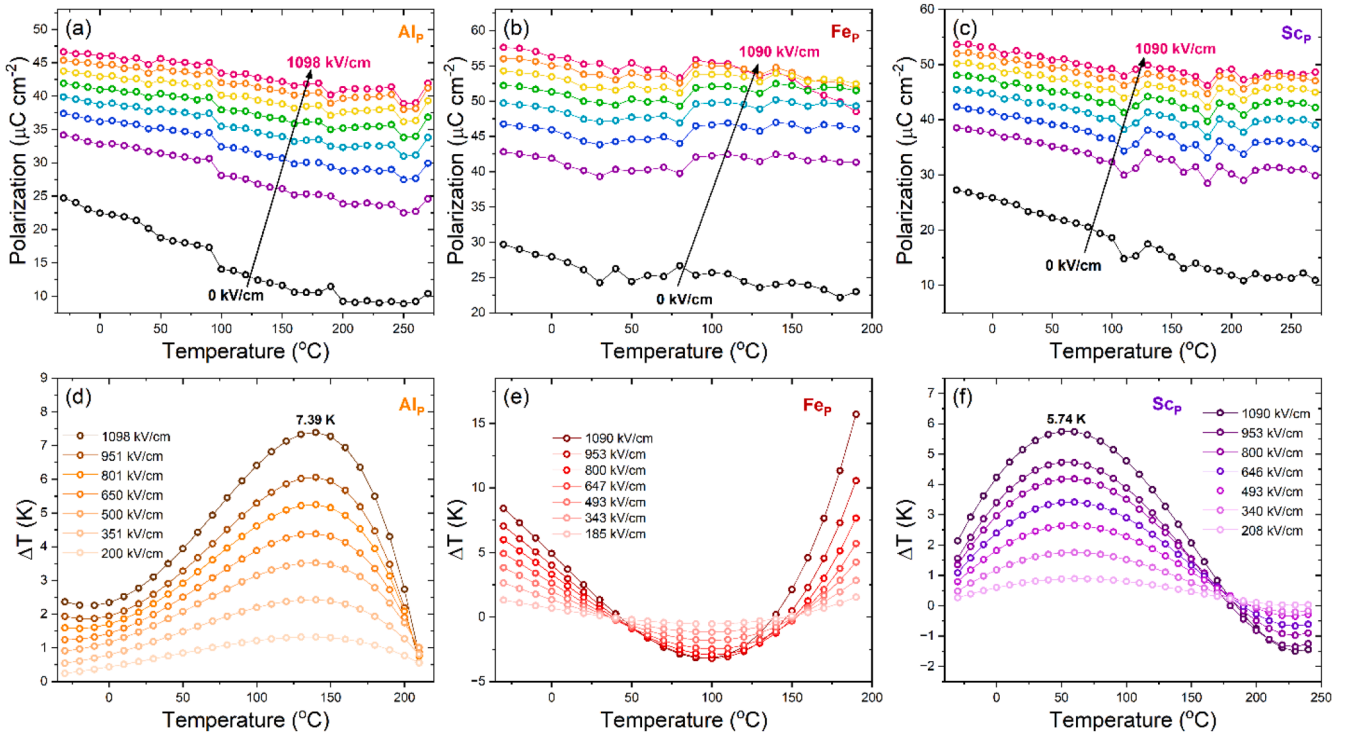 (a)
Al_P
1098 kV/cm
0 kV/cm
50
45
40
35
30
25
20
15
10
0
50
100
150
200
250
Polarization (μC cm⁻²)
Temperature (°C)
(b)
Fe_P
1090 kV/cm
0 kV/cm
60
55
50
45
40
35
30
25
20
0
50
100
150
200
Polarization (μC cm⁻²)
Temperature (°C)
(c)
Sc_P
1090 kV/cm
0 kV/cm
60
50
40
30
20
10
0
50
100
150
200
250
Polarization (μC cm⁻²)
Temperature (°C)
(d)
Al_P
7.39 K
1098 kV/cm
951 kV/cm
801 kV/cm
650 kV/cm
500 kV/cm
351 kV/cm
200 kV/cm
9
8
7
6
5
4
3
2
1
0
0
50
100
150
200
ΔT (K)
Temperature (°C)
(e)
Fe_P
1090 kV/cm
953 kV/cm
800 kV/cm
647 kV/cm
493 kV/cm
343 kV/cm
185 kV/cm
15
10
5
0
−5
0
50
100
150
200
ΔT (K)
Temperature (°C)
(f)
Sc_P
5.74 K
1090 kV/cm
953 kV/cm
800 kV/cm
646 kV/cm
493 kV/cm
340 kV/cm
208 kV/cm
7
6
5
4
3
2
1
0
−1
−2
0
50
100
150
200
250
ΔT (K)
Temperature (°C)